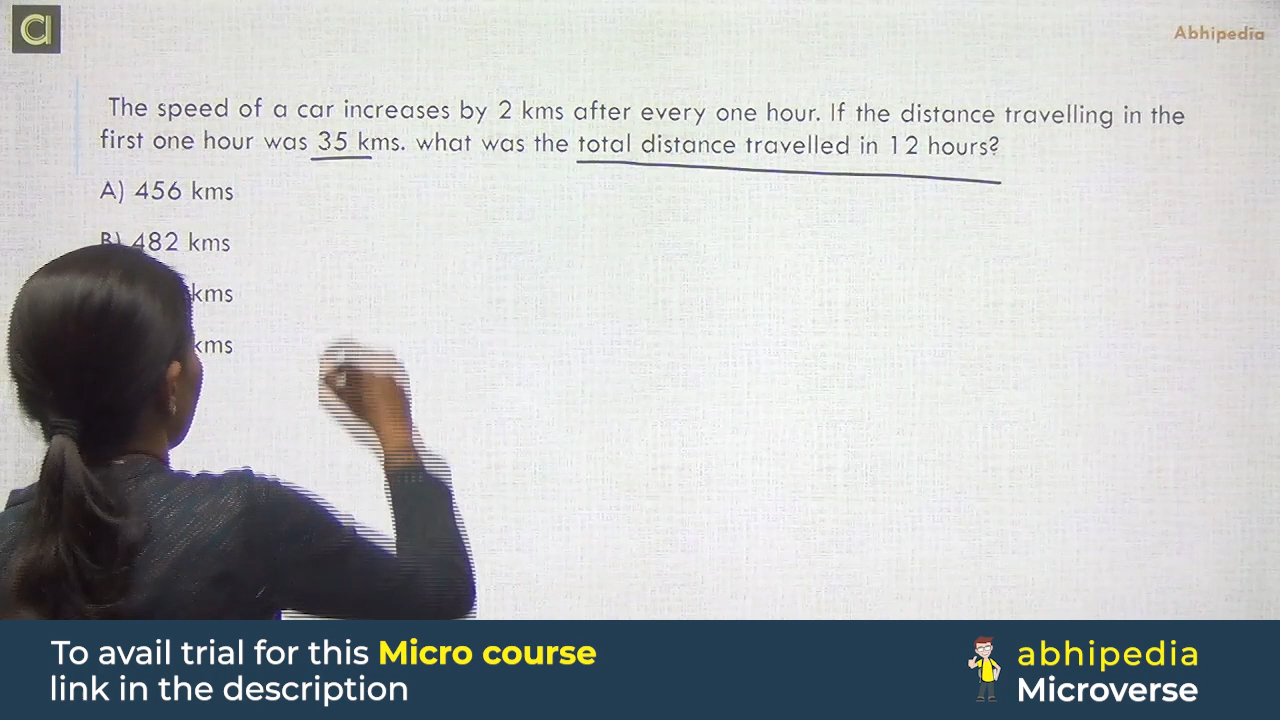 Abhipedia
The speed of a car increases by 2 kms after every one hour. If the distance travelling in the
first one hour was 35 kms. what was the total distance travelled in 12 hours?
A) 456 kms
B) 482 kms
kms
kms
To avail trial for this Micro course
link in the description
abhipedia
Microverse